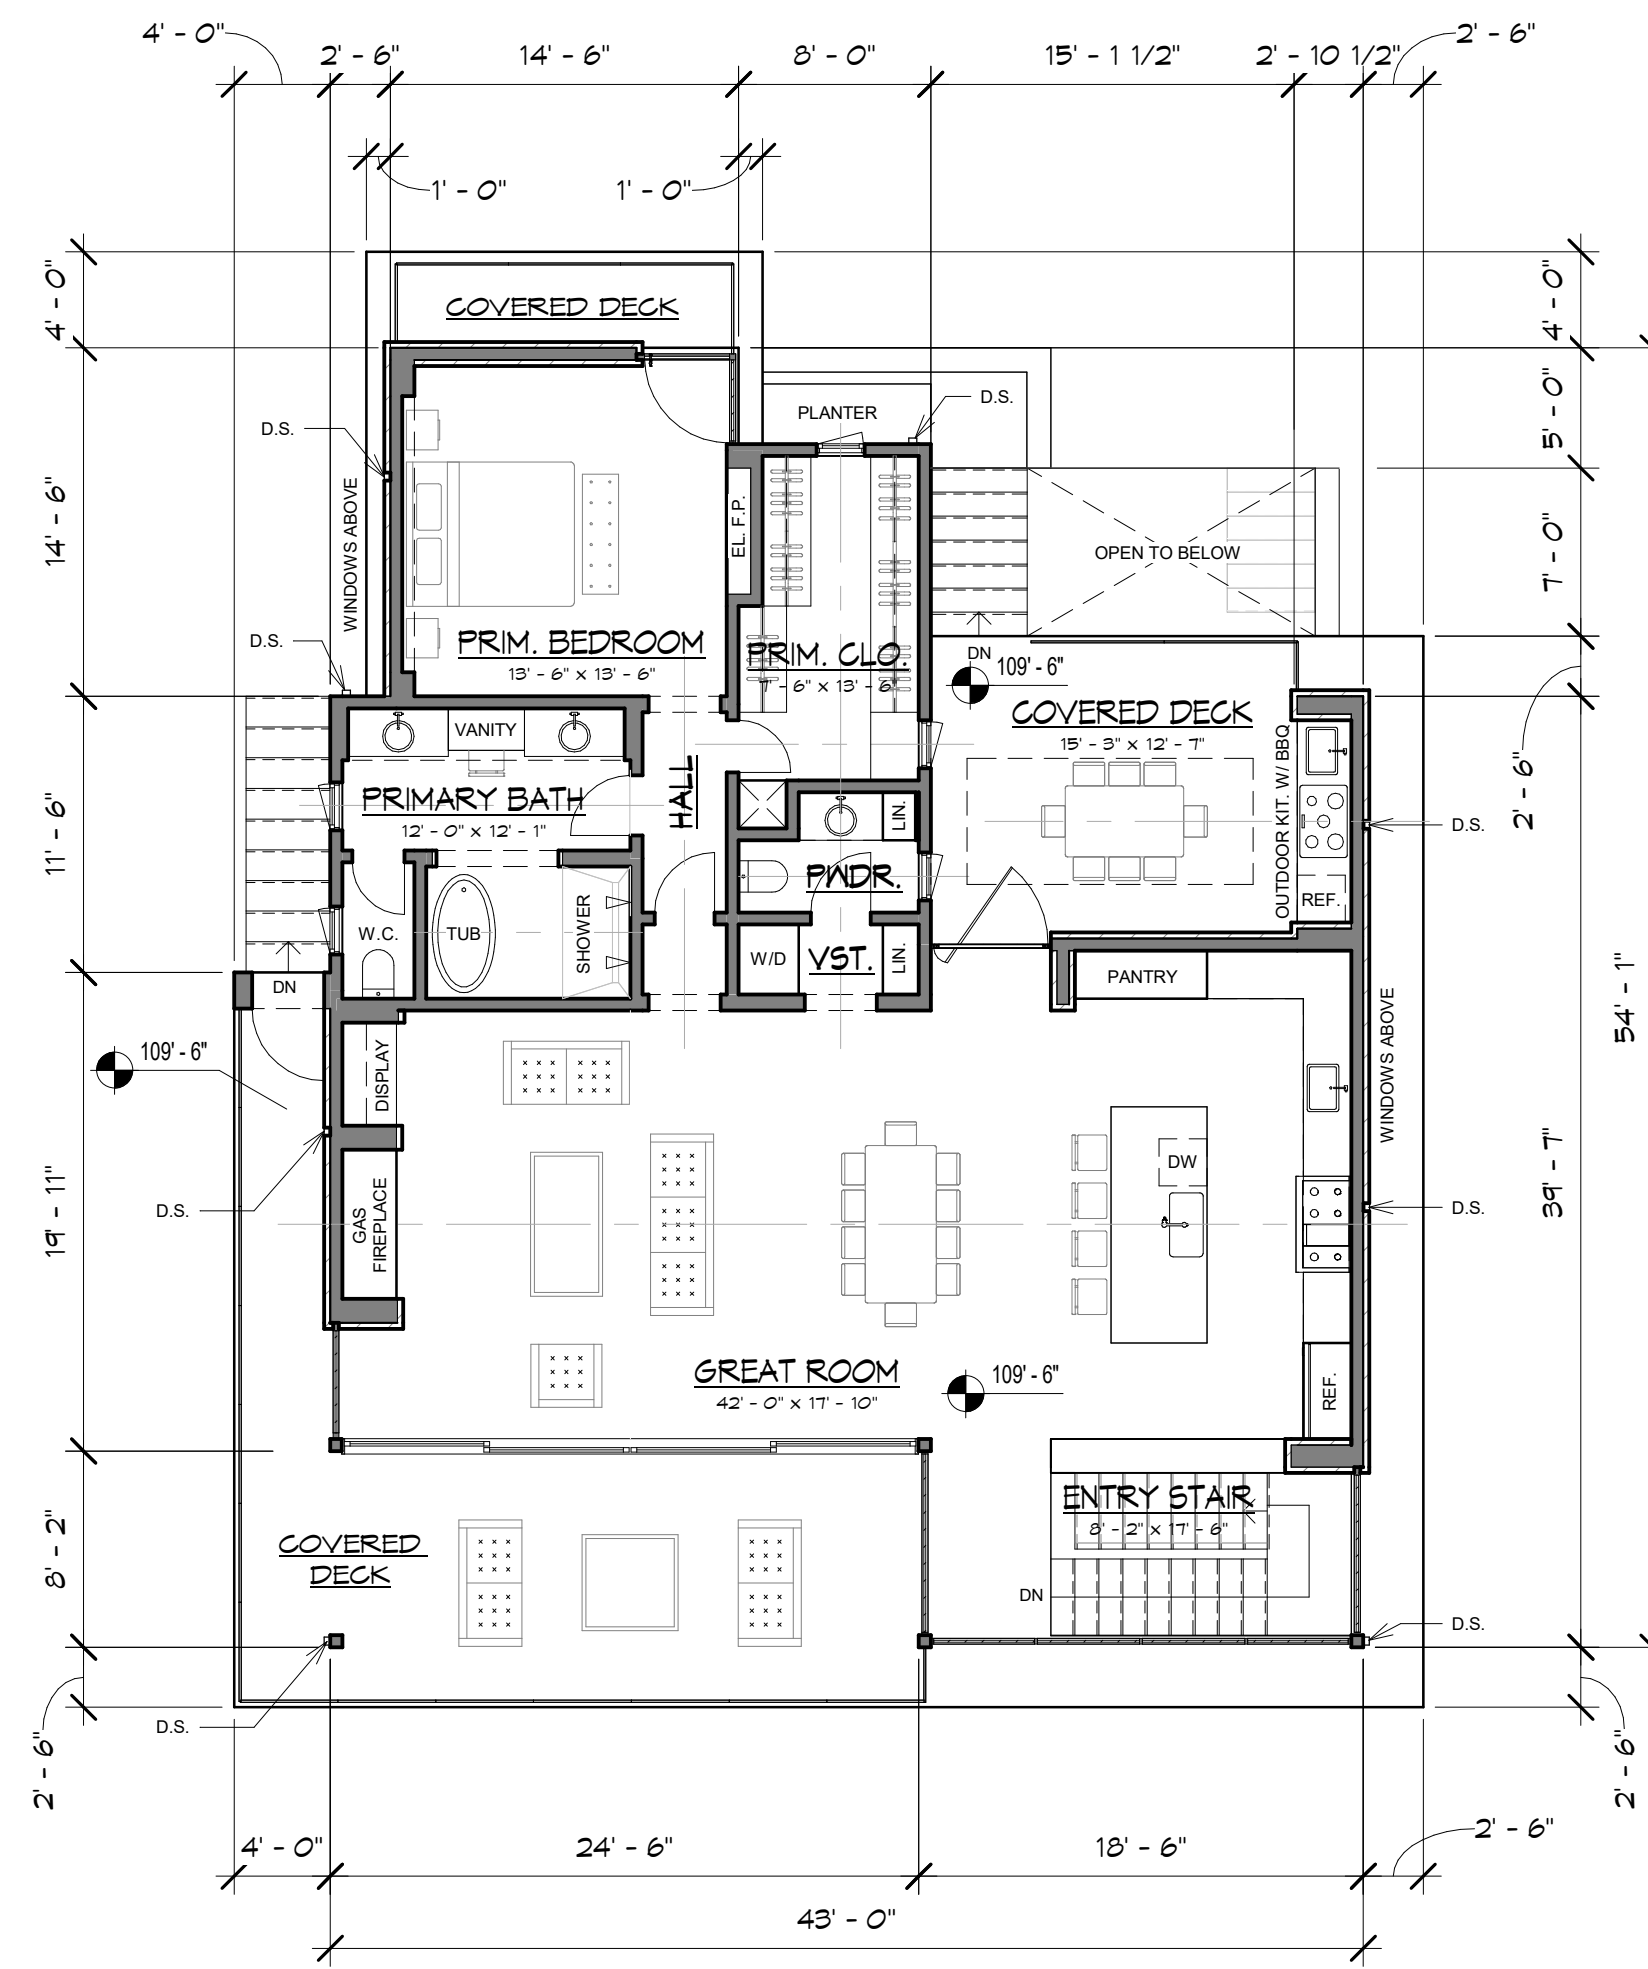 4' - 0"
2' - 6"
14' - 6"
8' - 0"
15' - 1 1/2"
2' - 10 1/2"
2' - 6"
1' - 0"
1' - 0"
4' - 0"
COVERED DECK
4' - 0"
D.S.
PLANTER
D.S.
5' - 0"
14' - 6"
WINDOWS ABOVE
EL. F.P.
OPEN TO BELOW
7' - 0"
D.S.
PRIM. BEDROOM
13' - 6" x 13' - 6"
PRIM. CLO.
7' - 6" x 13' - 6"
DN
109' - 6"
COVERED DECK
15' - 3" x 12' - 7"
VANITY
HALL
OUTDOOR KIT. W/ BBQ
2' - 6"
11' - 6"
PRIMARY BATH
12' - 0" x 12' - 1"
LIN.
D.S.
PWDR.
REF.
W.C.
TUB
SHOWER
W/D
VST.
LIN.
DN
PANTRY
54' - 1"
109' - 6"
DISPLAY
WINDOWS ABOVE
19' - 11"
DW
39' - 7"
D.S.
GAS
FIREPLACE
D.S.
GREAT ROOM
42' - 0" x 17' - 10"
109' - 6"
REF.
8' - 2"
COVERED
DECK
ENTRY STAIR
8' - 2" x 17' - 6"
DN
D.S.
D.S.
2' - 6"
2' - 6"
4' - 0"
24' - 6"
18' - 6"
2' - 6"
43' - 0"